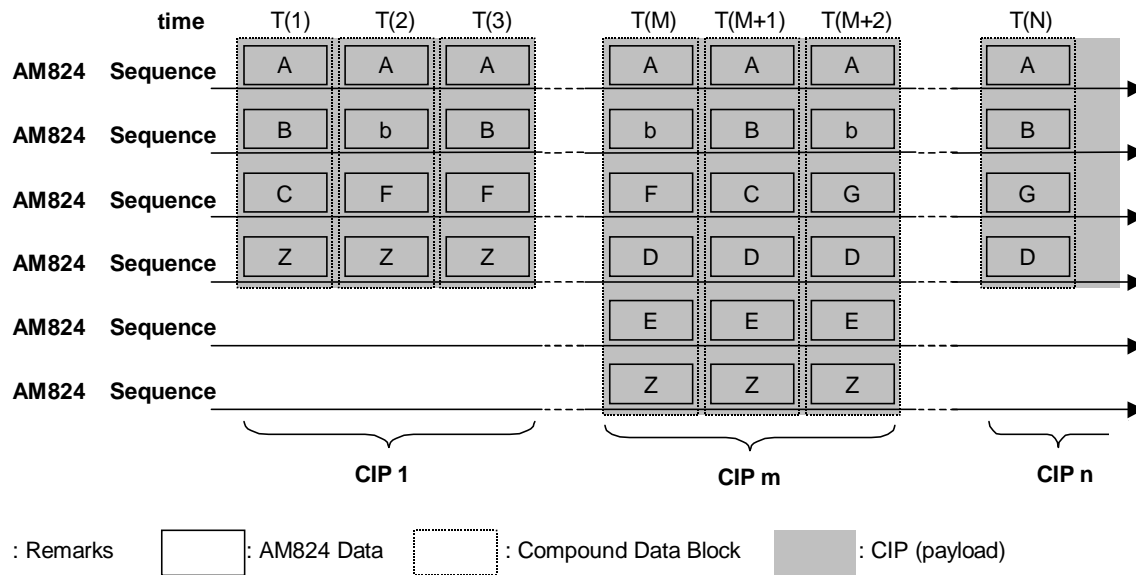 time T(1) T(2) T(3) T(M) T(M+1) T(M+2) T(N)
AM824 Sequence A A A A A A A
AM824 Sequence B b B b B b B
AM824 Sequence C F F F C G G
AM824 Sequence Z Z Z D D D D
AM824 Sequence E E E
AM824 Sequence Z Z Z
CIP 1 CIP m CIP n
: Remarks : AM824 Data : Compound Data Block : CIP (payload)